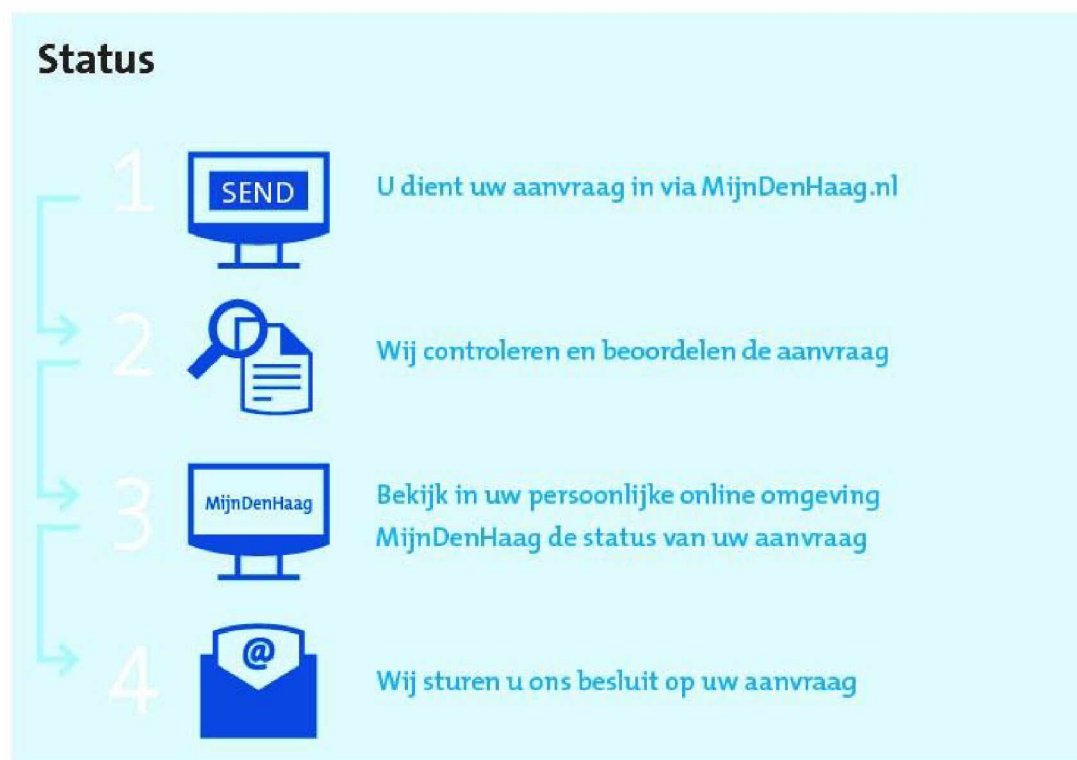 Status
1
SEND
U dient uw aanvraag in via MijnDenHaag.nl
2
Wij controleren en beoordelen de aanvraag
3
MijnDenHaag
Bekijk in uw persoonlijke online omgeving
MijnDenHaag de status van uw aanvraag
4
@
Wij sturen u ons besluit op uw aanvraag